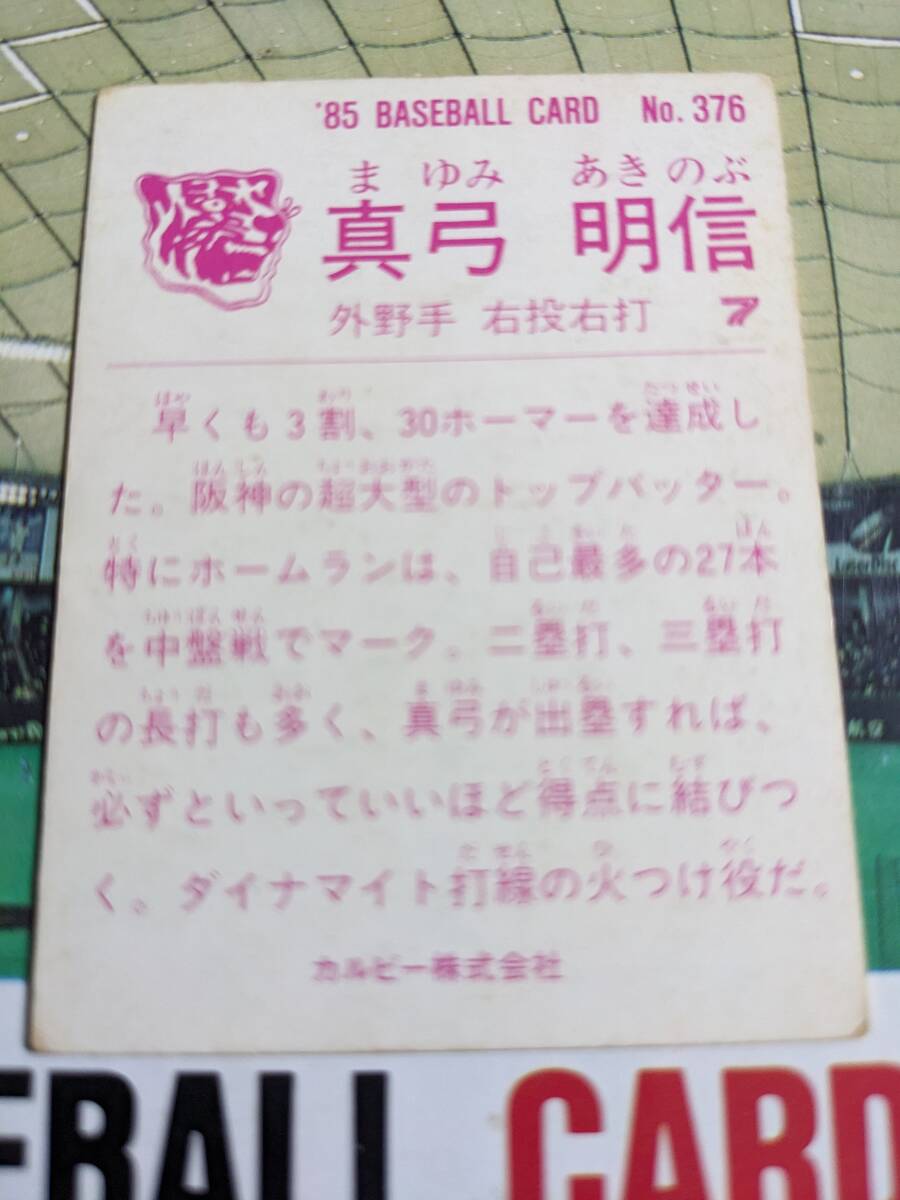 '85 BASEBALL CARD No. 376
まゆみ あきのぶ
真弓 明信
外野手 右投右打 7
早くも3割、30ホーマーを達成し
た。阪神の超大型のトップバッター。
特にホームランは、自己最多の27本
を中盤戦でマーク。二塁打、三塁打
の長打も多く、真弓が出塁すれば、
必ずといっていいほど得点に結びつ
く。ダイナマイト打線の火つけ役だ。
カルビー株式会社
EBALL CARD